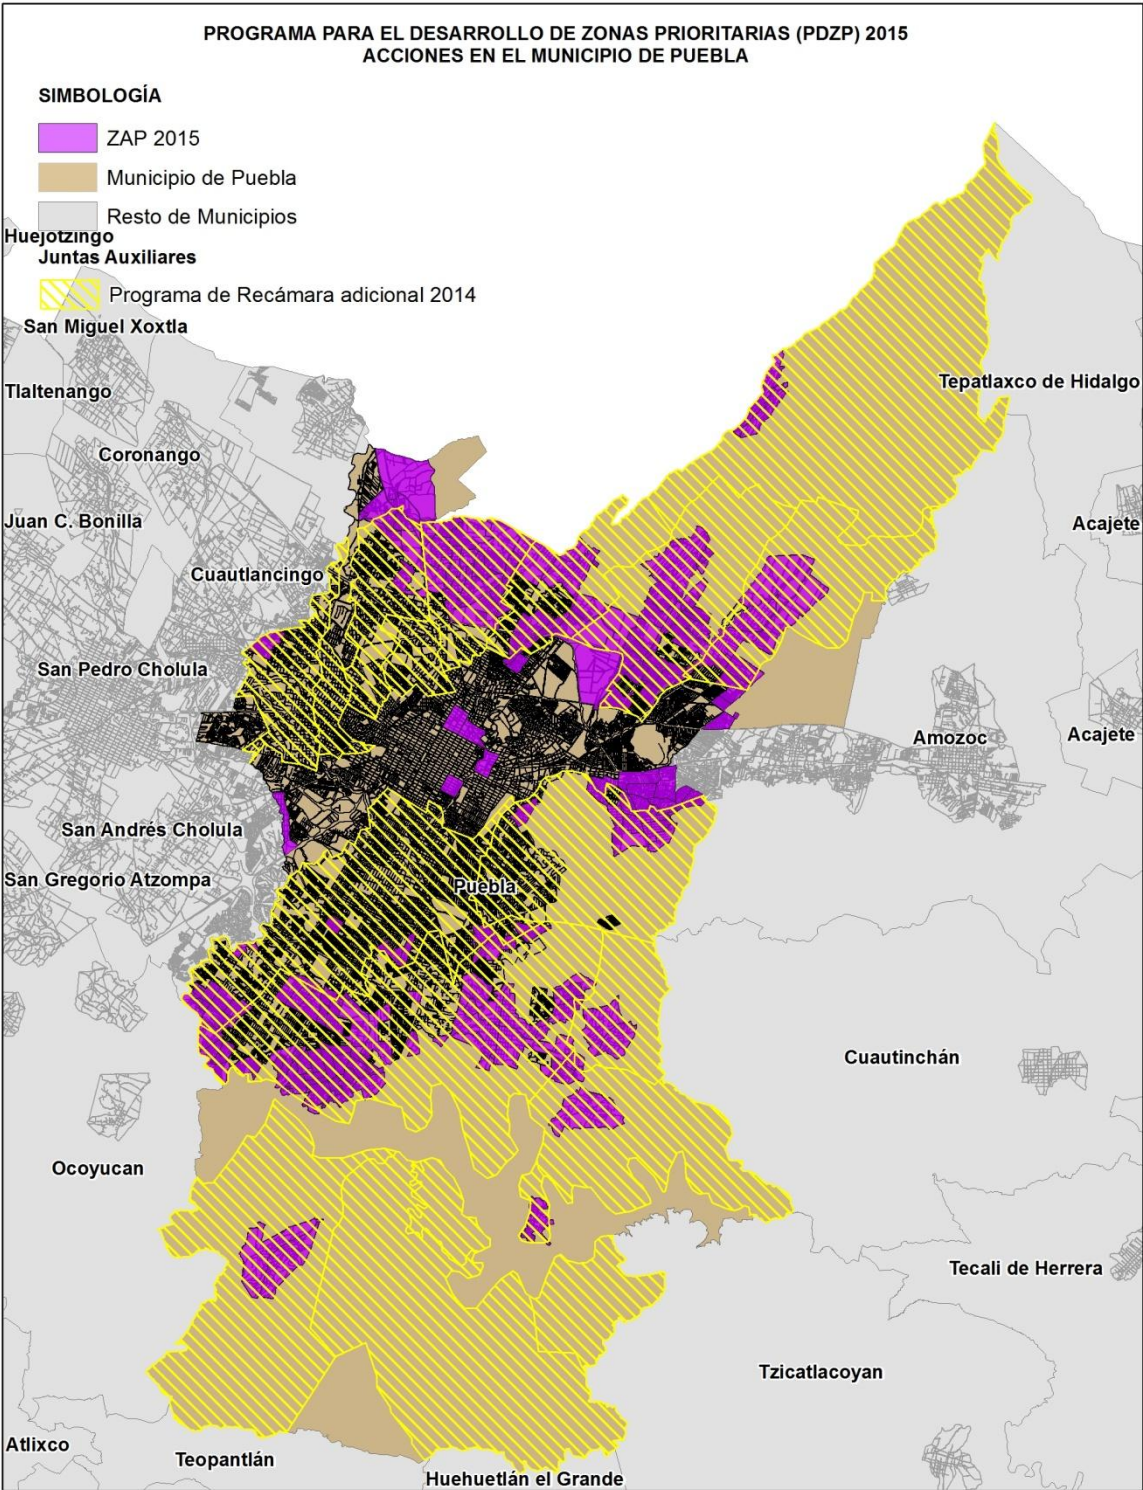 PROGRAMA PARA EL DESARROLLO DE ZONAS PRIORITARIAS (PDZP) 2015
ACCIONES EN EL MUNICIPIO DE PUEBLA
SIMBOLOGÍA
ZAP 2015
Municipio de Puebla
Resto de Municipios
Huejotzingo
Juntas Auxiliares
Programa de Recámara adicional 2014
San Miguel Xoxtla
Tlaltenango
Tepatlaxco de Hidalgo
Coronango
Juan C. Bonilla
Acajete
Cuautlancingo
San Pedro Cholula
Amozoc
Acajete
San Andrés Cholula
San Gregorio Atzompa
Puebla
Cuautinchán
Ocoyucan
Tecali de Herrera
Tzicatlacoyan
Atlixco
Teopantlán
Huehuetlán el Grande